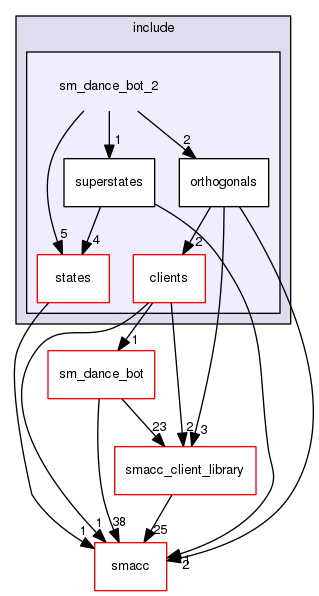 include
sm_dance_bot_2
1
2
superstates
orthogonals
5
4
2
states
clients
1
sm_dance_bot
23
2
3
smacc_client_library
1
1
38
25
smacc
1
2